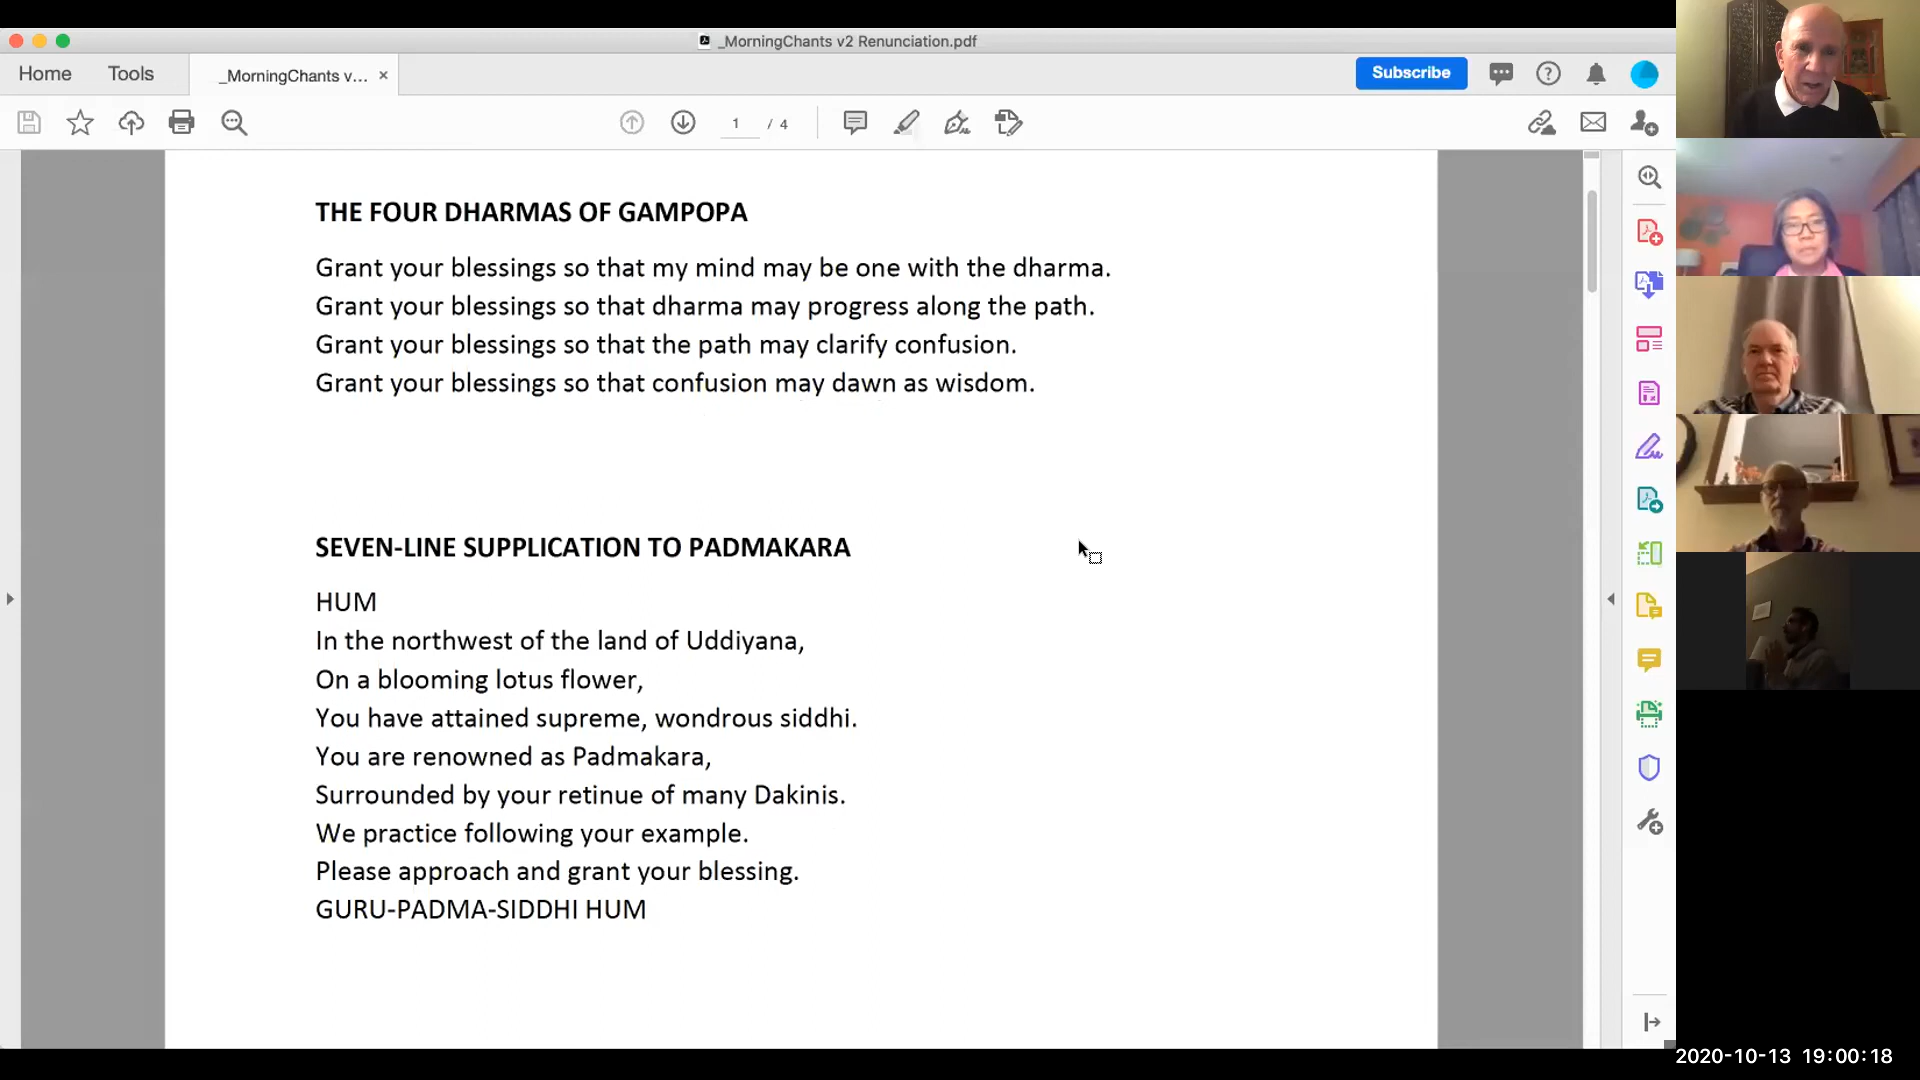 _MorningChants v2 Renunciation.pdf
Home
Tools
_MorningChants v... ×
Subscribe
1 / 4
THE FOUR DHARMAS OF GAMPOPA
Grant your blessings so that my mind may be one with the dharma.
Grant your blessings so that dharma may progress along the path.
Grant your blessings so that the path may clarify confusion.
Grant your blessings so that confusion may dawn as wisdom.
SEVEN-LINE SUPPLICATION TO PADMAKARA
HUM
In the northwest of the land of Uddiyana,
On a blooming lotus flower,
You have attained supreme, wondrous siddhi.
You are renowned as Padmakara,
Surrounded by your retinue of many Dakinis.
We practice following your example.
Please approach and grant your blessing.
GURU-PADMA-SIDDHI HUM
2020-10-13 19:00:18